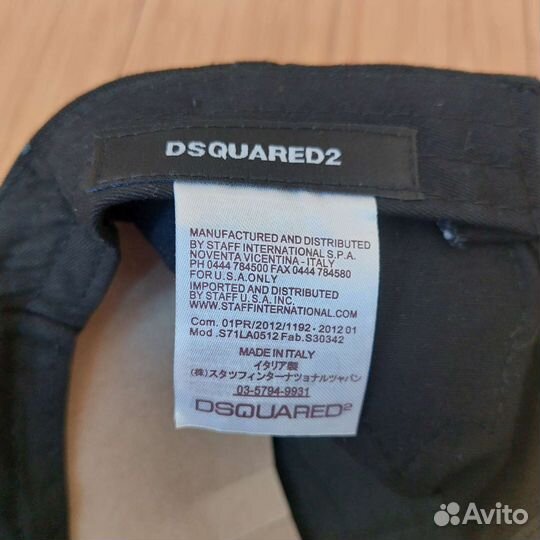 DSQUARED2
MANUFACTURED AND DISTRIBUTED
BY STAFF INTERNATIONAL S.P.A.
NOVENTA VICENTINA - ITALY
PH 0444 784500 FAX 0444 784580
FOR U.S.A. ONLY
IMPORTED AND DISTRIBUTED
BY STAFF U.S.A. INC.
WWW.STAFFINTERNATIONAL.COM
Com. 01PR/2012/1192 - 2012 01
Mod .S71LA0512 Fab.S30342
MADE IN ITALY
イタリア製
(株)スタッフインターナショナルジャパン
03-5794-9931
DSQUARED²
Avito